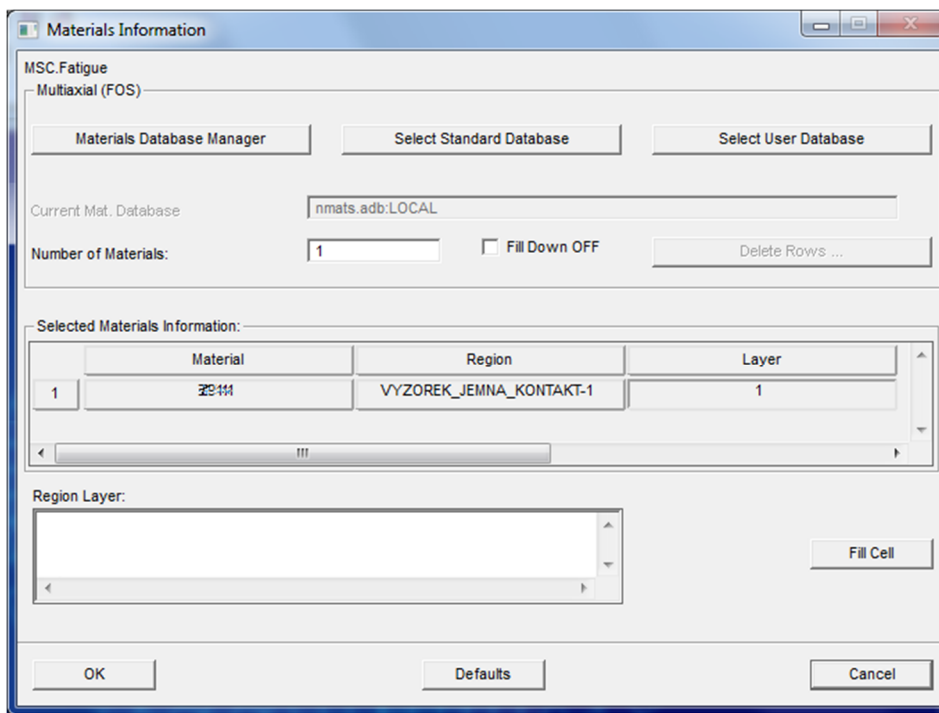 Materials Information
MSC.Fatigue
Multiaxial (FOS)
Materials Database Manager Select Standard Database Select User Database
Current Mat. Database nmats.adb:LOCAL
Number of Materials: 1 Fill Down OFF Delete Rows ...
Selected Materials Information:
Material Region Layer
1 VYZOREK_JEMNA_KONTAKT-1 1
Region Layer:
Fill Cell
OK Defaults Cancel